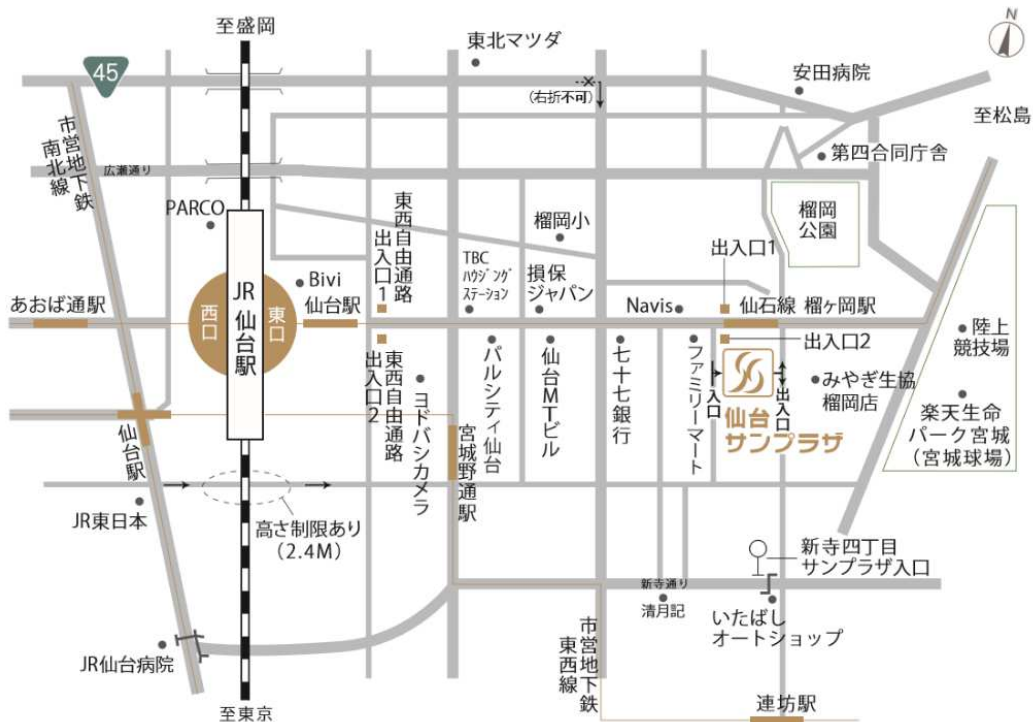 至盛岡
N
45
東北マツダ
(右折不可)
安田病院
至松島
市営地下鉄
南北線
広瀬通り
第四合同庁舎
PARCO
東西自由通路
出入口1
榴岡小
榴岡
公園
TBC
ハウジング
ステーション
損保
ジャパン
出入口1
Bivi
あおば通駅
西口
JR仙台駅
東口
仙台駅
Navis
仙石線 榴ヶ岡駅
陸上
競技場
出入口2
東西自由通路
出入口2
ヨドバシカメラ
パルシティ仙台
仙台MTビル
七十七銀行
ファミリーマート
入口
出入口
仙台
サンプラザ
みやぎ生協
榴岡店
楽天生命
パーク宮城
(宮城球場)
仙台駅
宮城野通駅
JR東日本
高さ制限あり
(2.4M)
新寺四丁目
サンプラザ入口
新寺通り
清月記
いたばし
オートショップ
JR仙台病院
市営地下鉄
東西線
至東京
連坊駅